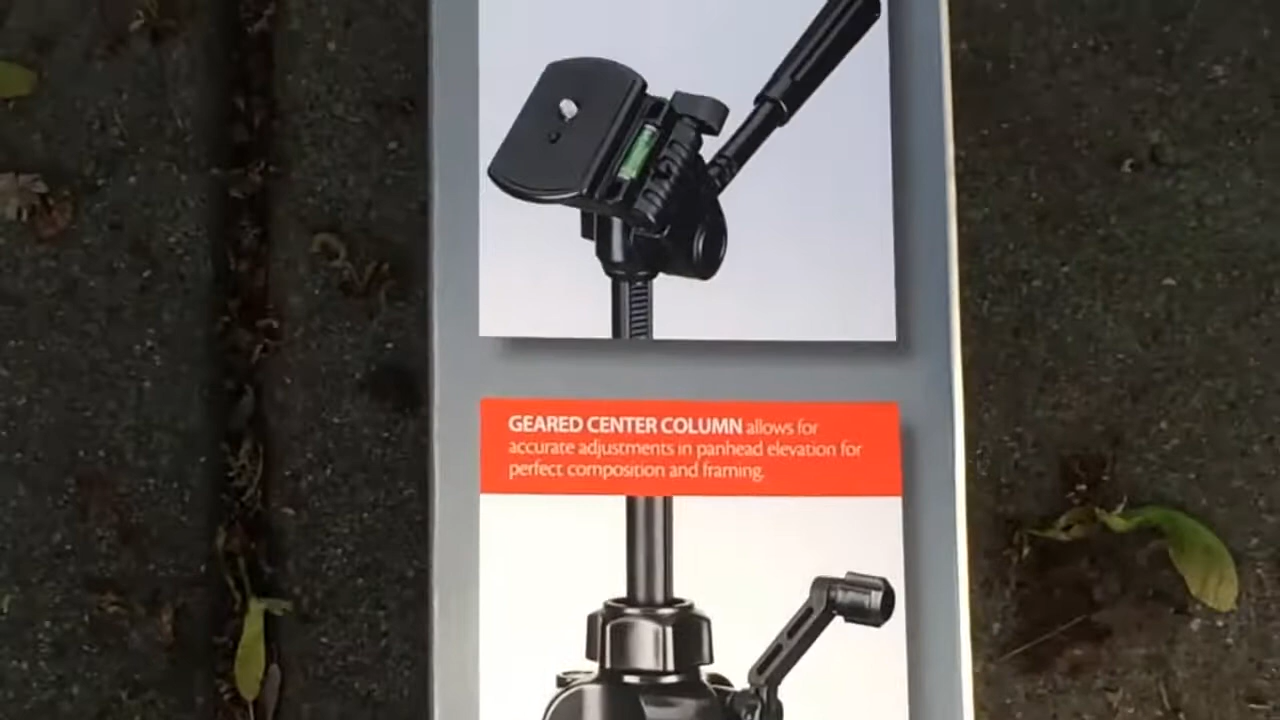 GEARED CENTER COLUMN allows for
accurate adjustments in panhead elevation for
perfect composition and framing.